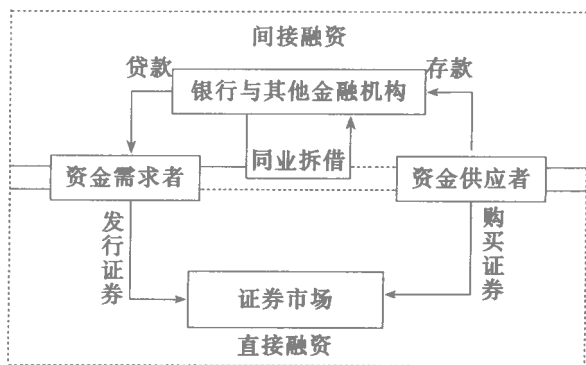 间接融资
贷款
存款
银行与其他金融机构
同业拆借
资金需求者
资金供应者
发行证券
购买证券
证券市场
直接融资